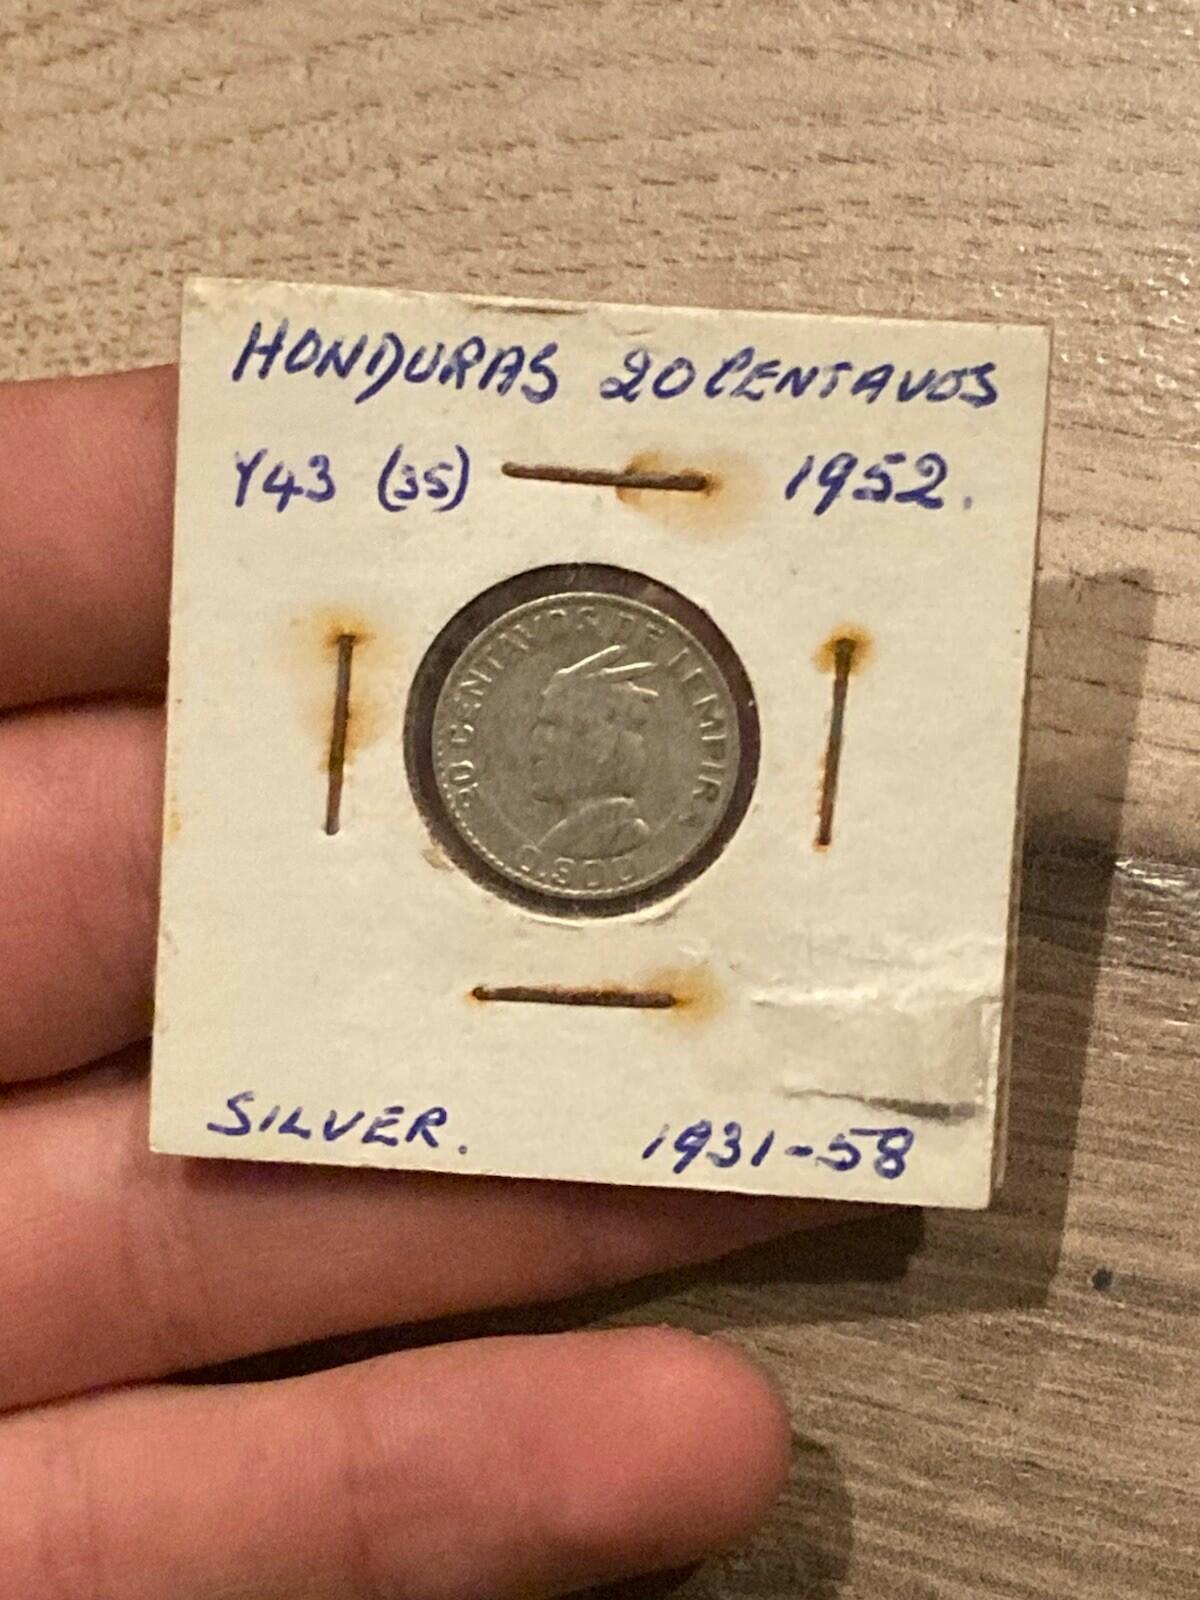 HONDURAS 20 CENTAVOS
Y43 (35) 1952.
20 CENTAVOS DE LEMPIRA
0.900
SILVER. 1931-58